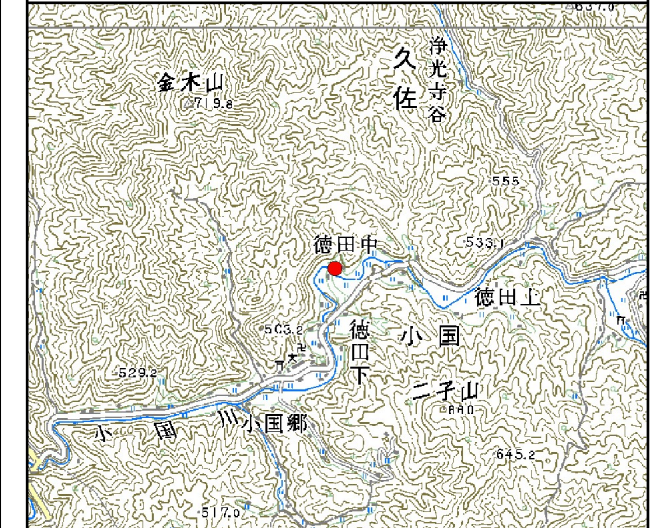 637.0
浄光寺谷
久佐
金木山
719.8
555
徳田中
533.1
徳田上
503.2
徳田下
小国
529.2
二子山
小国川
小国郷
645.2
517.0